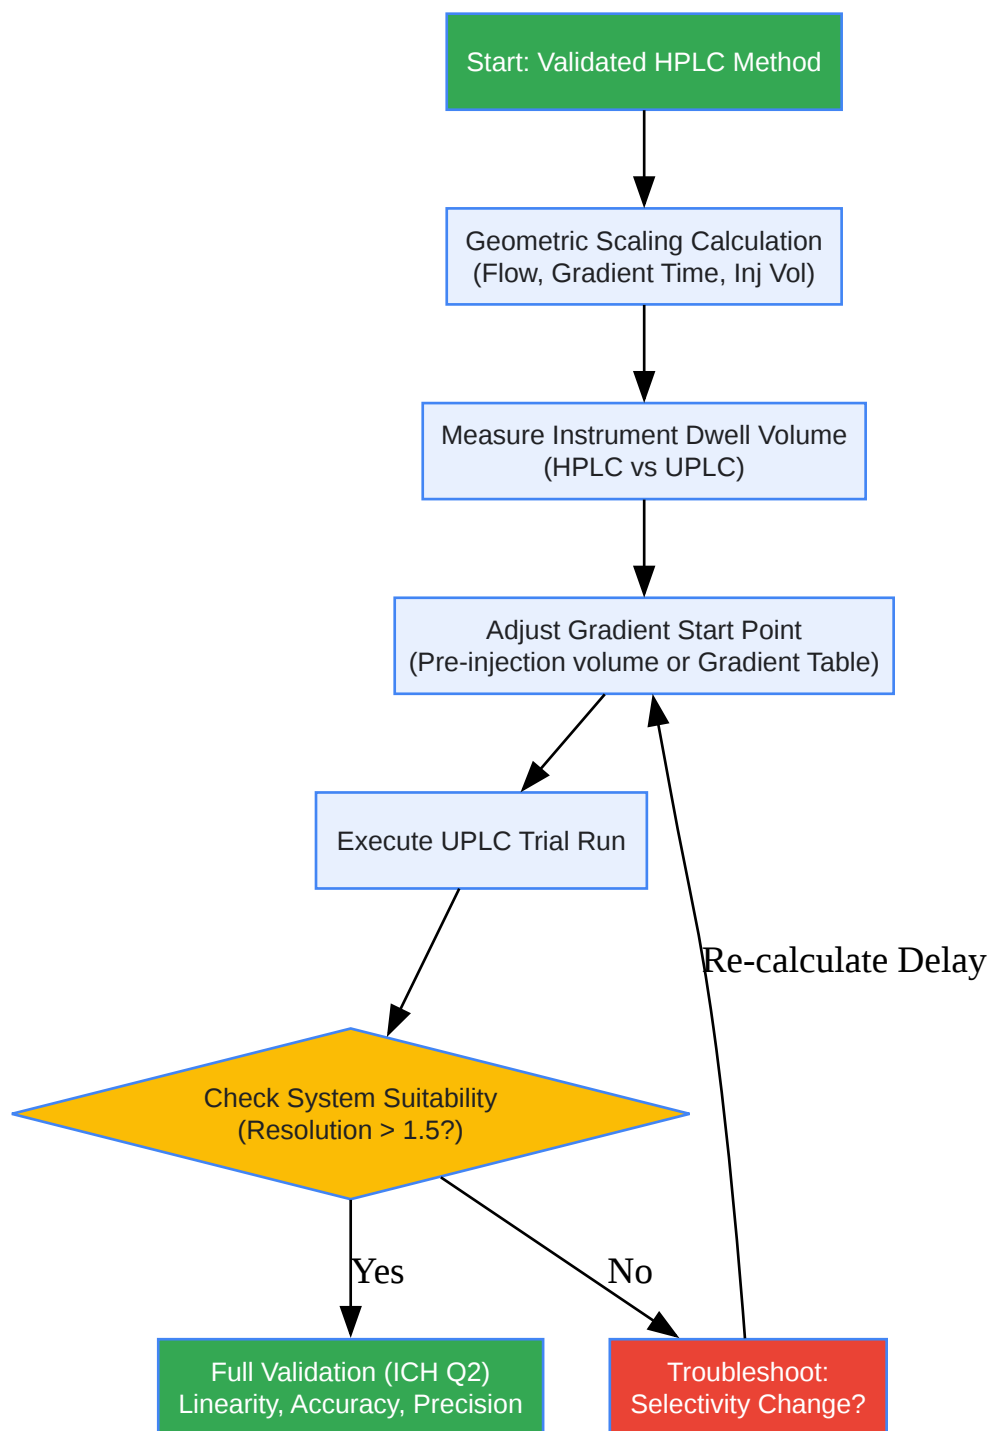 Start: Validated HPLC Method
Geometric Scaling Calculation
(Flow, Gradient Time, Inj Vol)
Measure Instrument Dwell Volume
(HPLC vs UPLC)
Adjust Gradient Start Point
(Pre-injection volume or Gradient Table)
Execute UPLC Trial Run
Re-calculate Delay
Check System Suitability
(Resolution > 1.5?)
Yes
No
Full Validation (ICH Q2)
Linearity, Accuracy, Precision
Troubleshoot:
Selectivity Change?